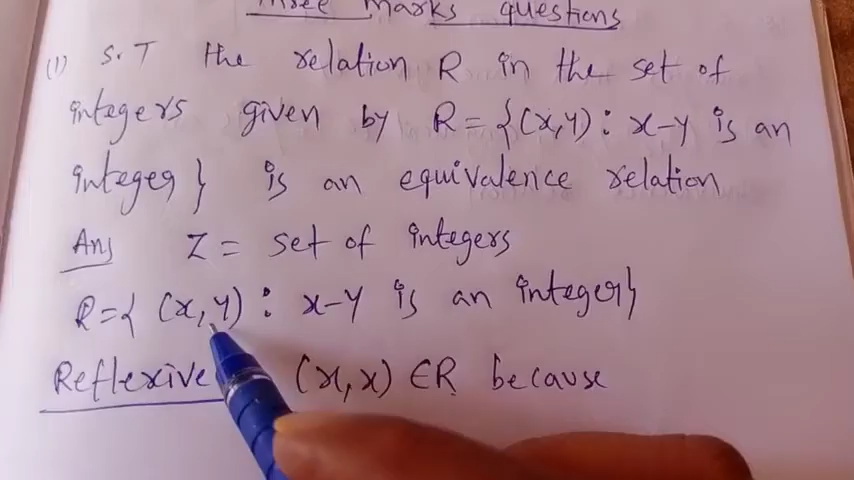 Three marks questions
(1) S.T the relation R in the set of
integers given by R = {(x,y) : x-y is an
integer} is an equivalence relation
Ans Z = set of integers
R = { (x,y) : x-y is an integer}
Reflexive (x,x) ∈ R because